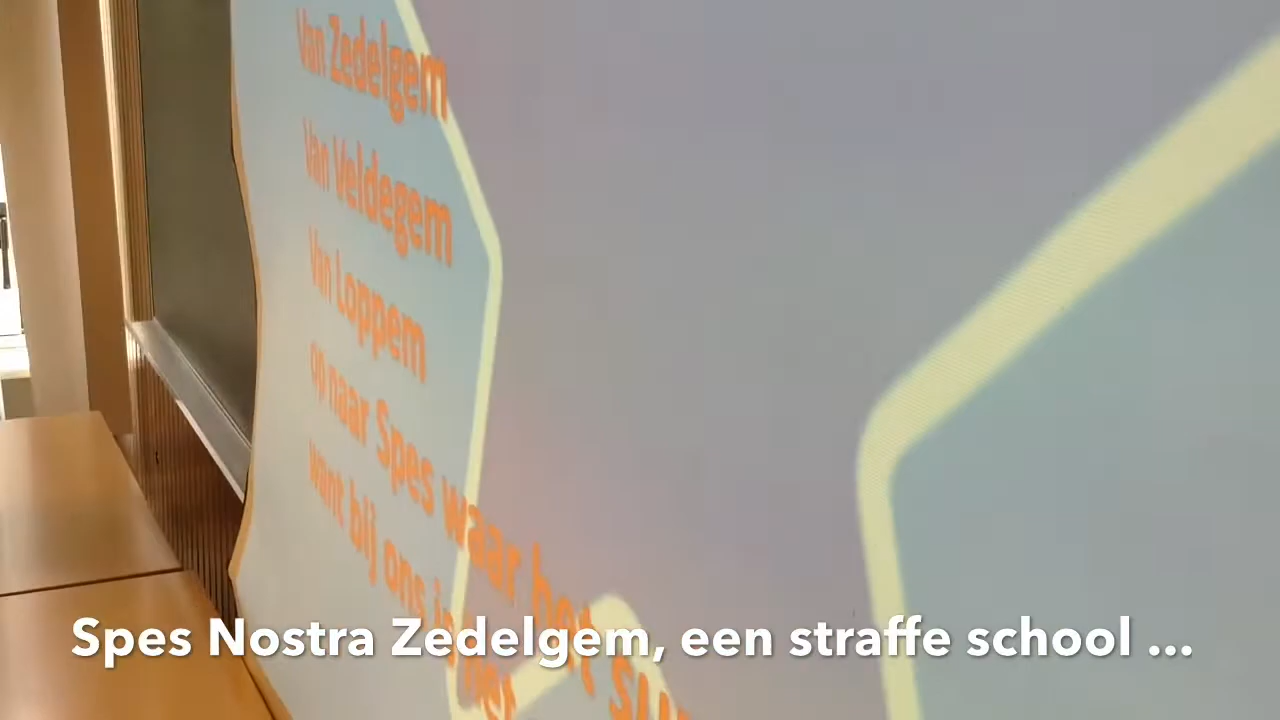 Van Zedelgem
Van Veldegem
Van Loppem
op naar Spes waar het
want bij ons is
Spes Nostra Zedelgem, een straffe school ...